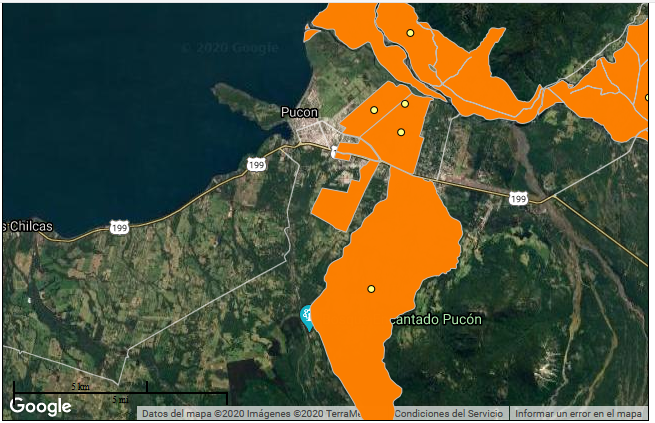 © 2020 Google
Pucon
199
199
s Chilcas
199
cantado Pucón
5 km
5 mi
Google
Datos del mapa ©2020 Imágenes ©2020 TerraMe
Condiciones del Servicio
Informar un error en el mapa